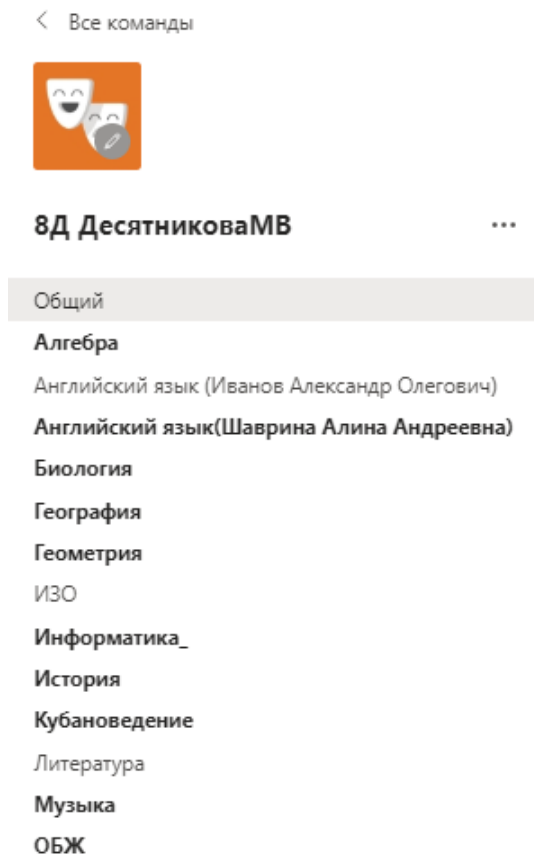 Все команды
8Д ДесятниковаМВ
Общий
Алгебра
Английский язык (Иванов Александр Олегович)
Английский язык(Шаврина Алина Андреевна)
Биология
География
Геометрия
ИЗО
Информатика_
История
Кубановедение
Литература
Музыка
ОБЖ